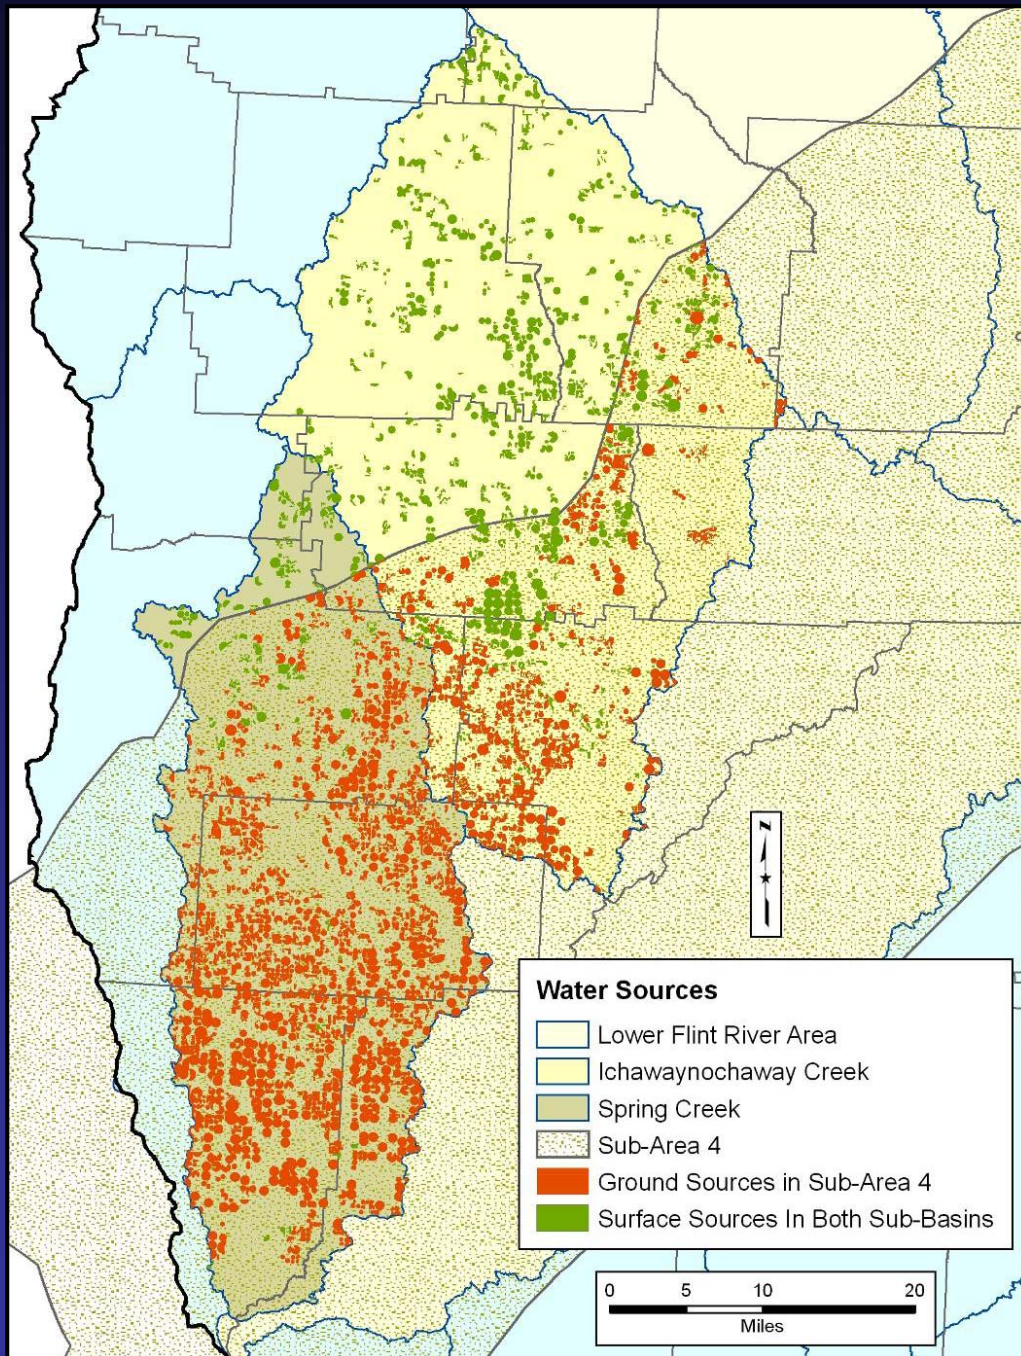 N
Water Sources
Lower Flint River Area
Ichawaynochaway Creek
Spring Creek
Sub-Area 4
Ground Sources in Sub-Area 4
Surface Sources In Both Sub-Basins
0 5 10 20
Miles